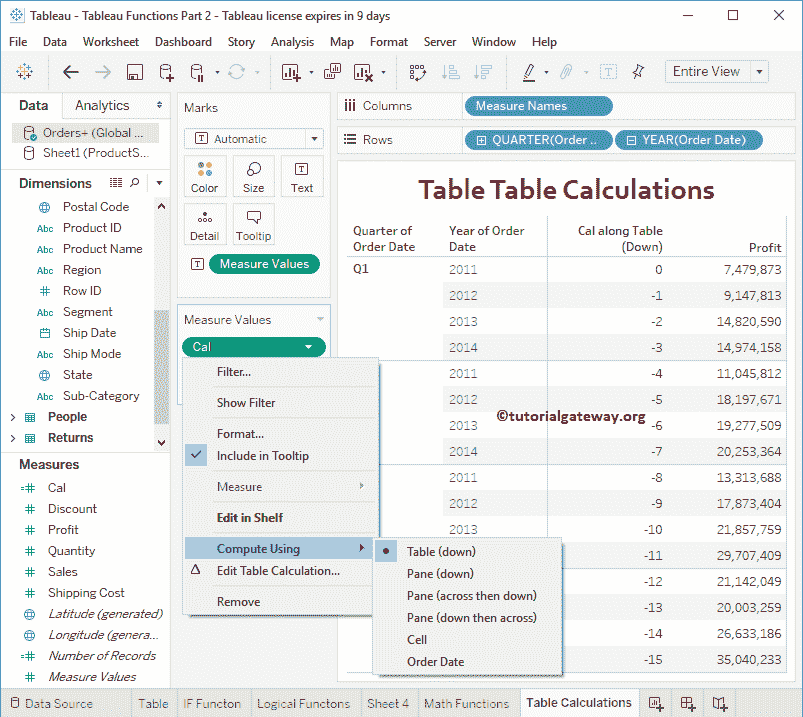 Tableau - Tableau Functions Part 2 - Tableau license expires in 9 days
File Data Worksheet Dashboard Story Analysis Map Format Server Window Help
Entire View
Data Analytics
Orders+ (Global ...
Sheet1 (ProductS...
Dimensions
Postal Code
Abc Product ID
Abc Product Name
Abc Region
Row ID
Abc Segment
Ship Date
Abc Ship Mode
State
Abc Sub-Category
People
Returns
Measures
Cal
Discount
Profit
Quantity
Sales
Shipping Cost
Latitude (generated)
Longitude (genera...
Number of Records
Measure Values
Marks
Automatic
Color Size Text
Detail Tooltip
Measure Values
Measure Values
Cal
Filter...
Show Filter
Format...
Include in Tooltip
Measure
Edit in Shelf
Compute Using
Edit Table Calculation...
Remove
Table (down)
Pane (down)
Pane (across then down)
Pane (down then across)
Cell
Order Date
Columns Measure Names
Rows QUARTER(Order .. YEAR(Order Date)
Table Table Calculations
Quarter of Order Date Year of Order Date Cal along Table (Down) Profit
Q1 2011 0 7,479,873
2012 -1 9,147,813
2013 -2 14,820,590
2014 -3 14,974,158
2011 -4 11,045,812
2012 -5 18,197,671
2013 -6 19,277,509
2014 -7 20,253,364
2011 -8 13,313,688
2012 -9 17,873,404
2013 -10 21,857,759
-11 29,707,409
-12 21,142,049
-13 20,003,259
-14 26,633,186
-15 35,040,233
©tutorialgateway.org
Data Source Table IF Functon Logical Functons Sheet 4 Math Functions Table Calculations